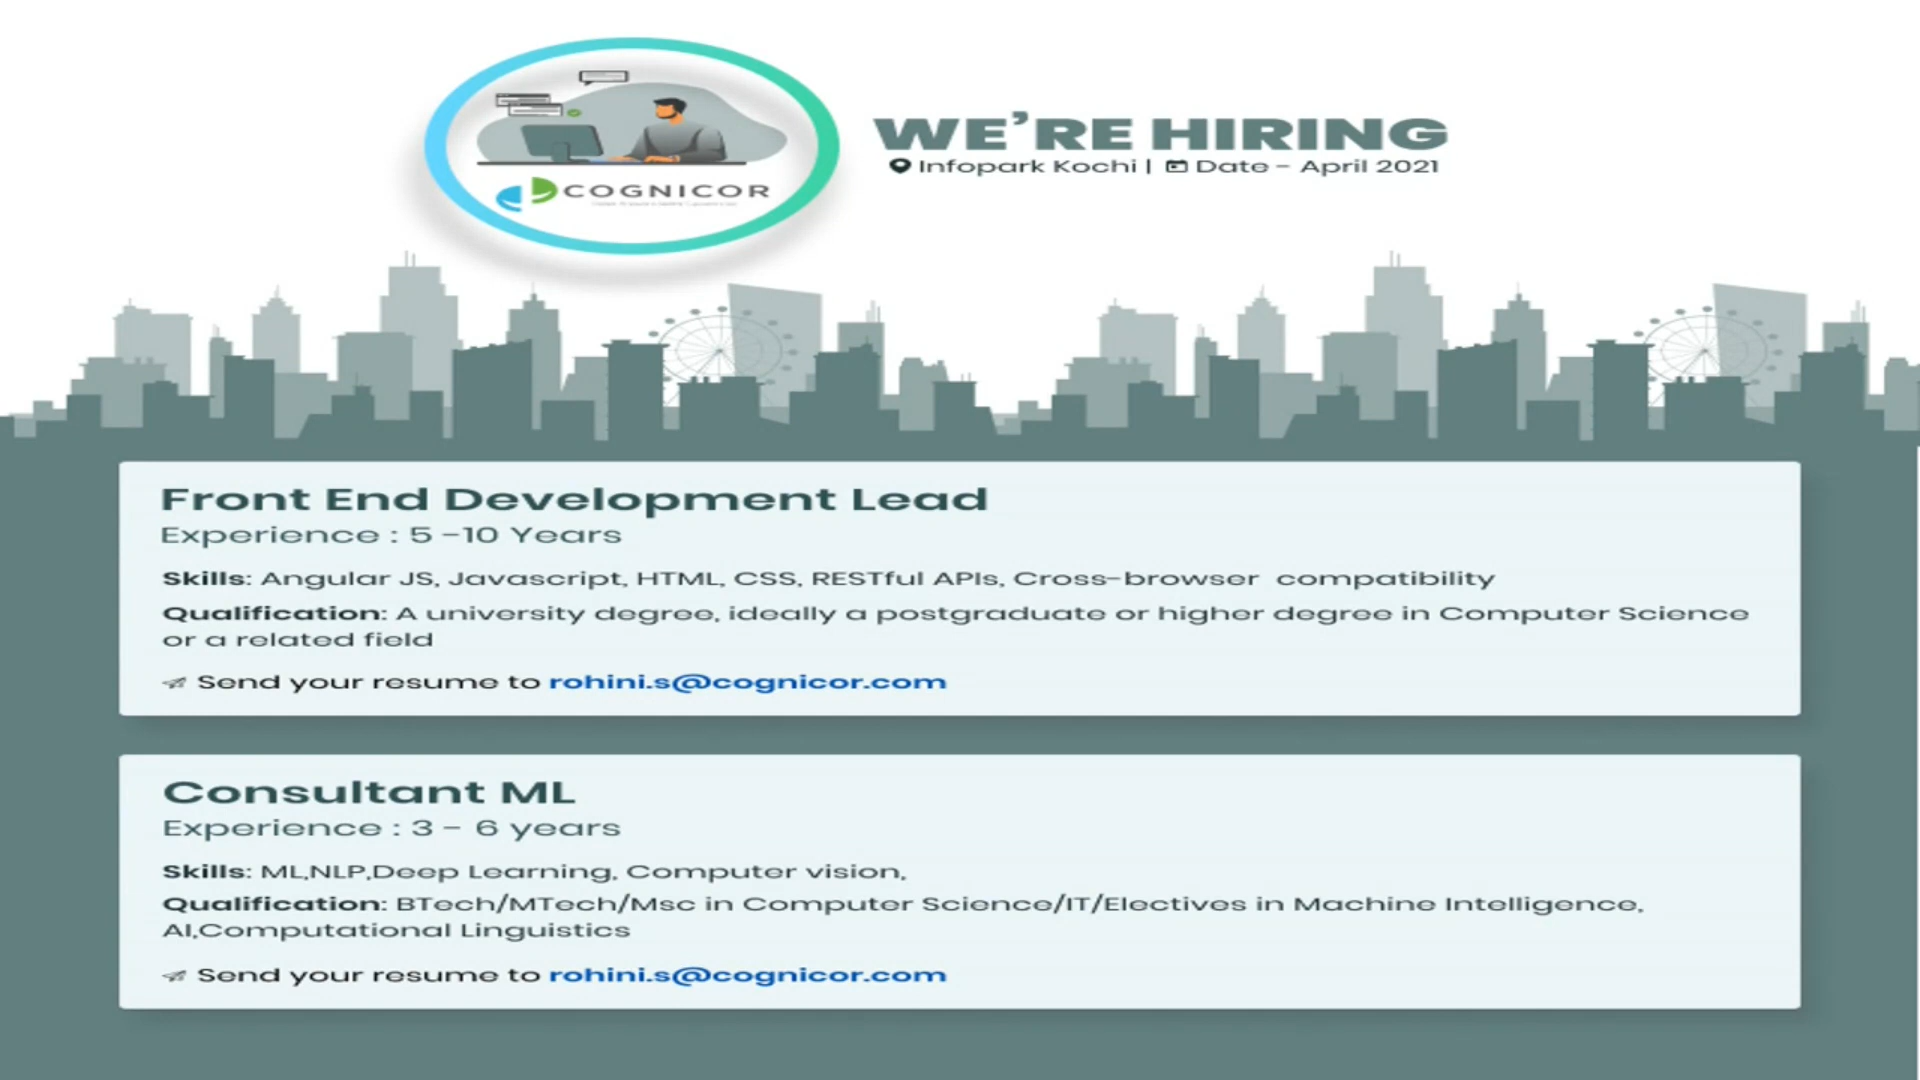 COGNICOR
WE'RE HIRING
Infopark Kochi | Date - April 2021
Front End Development Lead
Experience : 5 -10 Years
Skills: Angular JS, Javascript, HTML, CSS, RESTful APIs, Cross-browser compatibility
Qualification: A university degree, ideally a postgraduate or higher degree in Computer Science
or a related field
Send your resume to rohini.s@cognicor.com
Consultant ML
Experience : 3 - 6 years
Skills: ML,NLP,Deep Learning, Computer vision,
Qualification: BTech/MTech/Msc in Computer Science/IT/Electives in Machine Intelligence,
AI,Computational Linguistics
Send your resume to rohini.s@cognicor.com